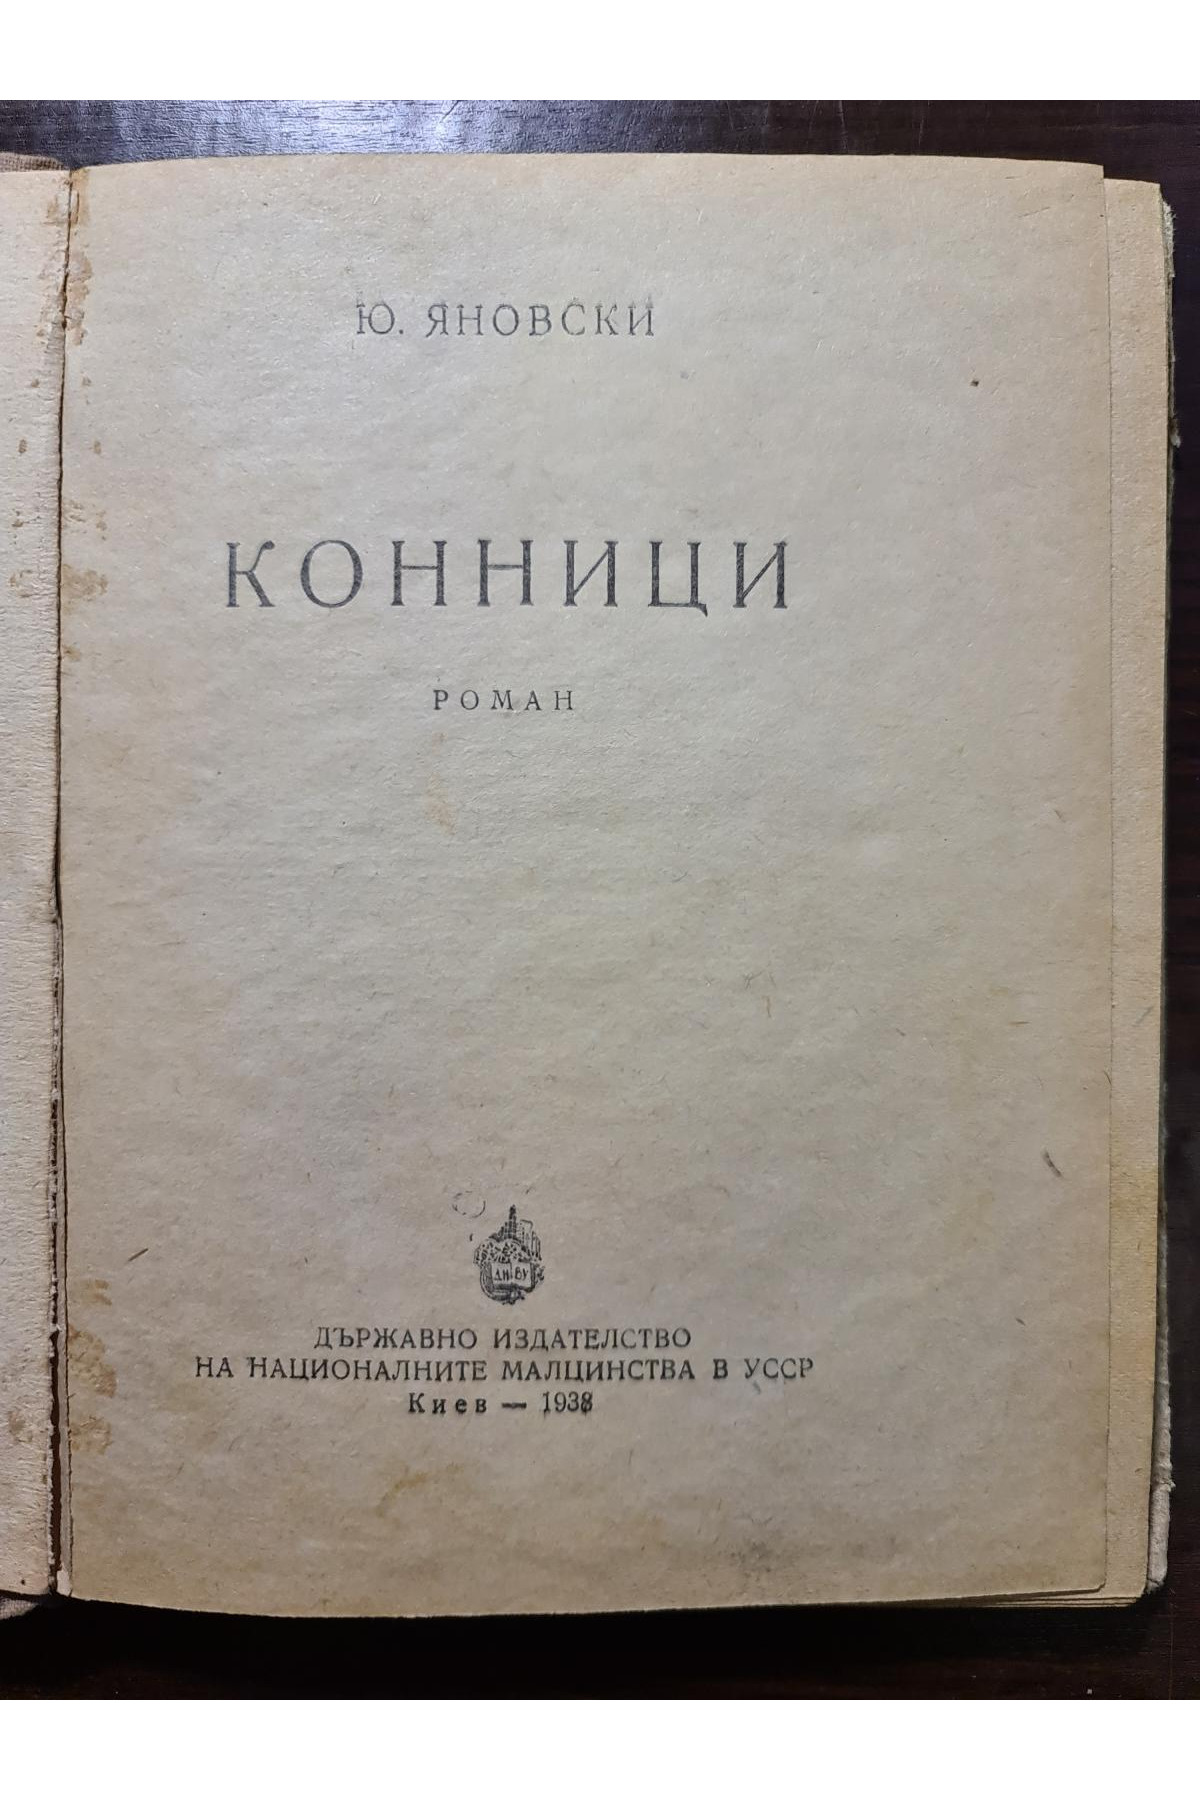 Ю. ЯНОВСКИ
КОННИЦИ
РОМАН
ДЪРЖАВНО ИЗДАТЕЛСТВО
НА НАЦИОНАЛНИТЕ МАЛЦИНСТВА В УССР
Киев — 1938